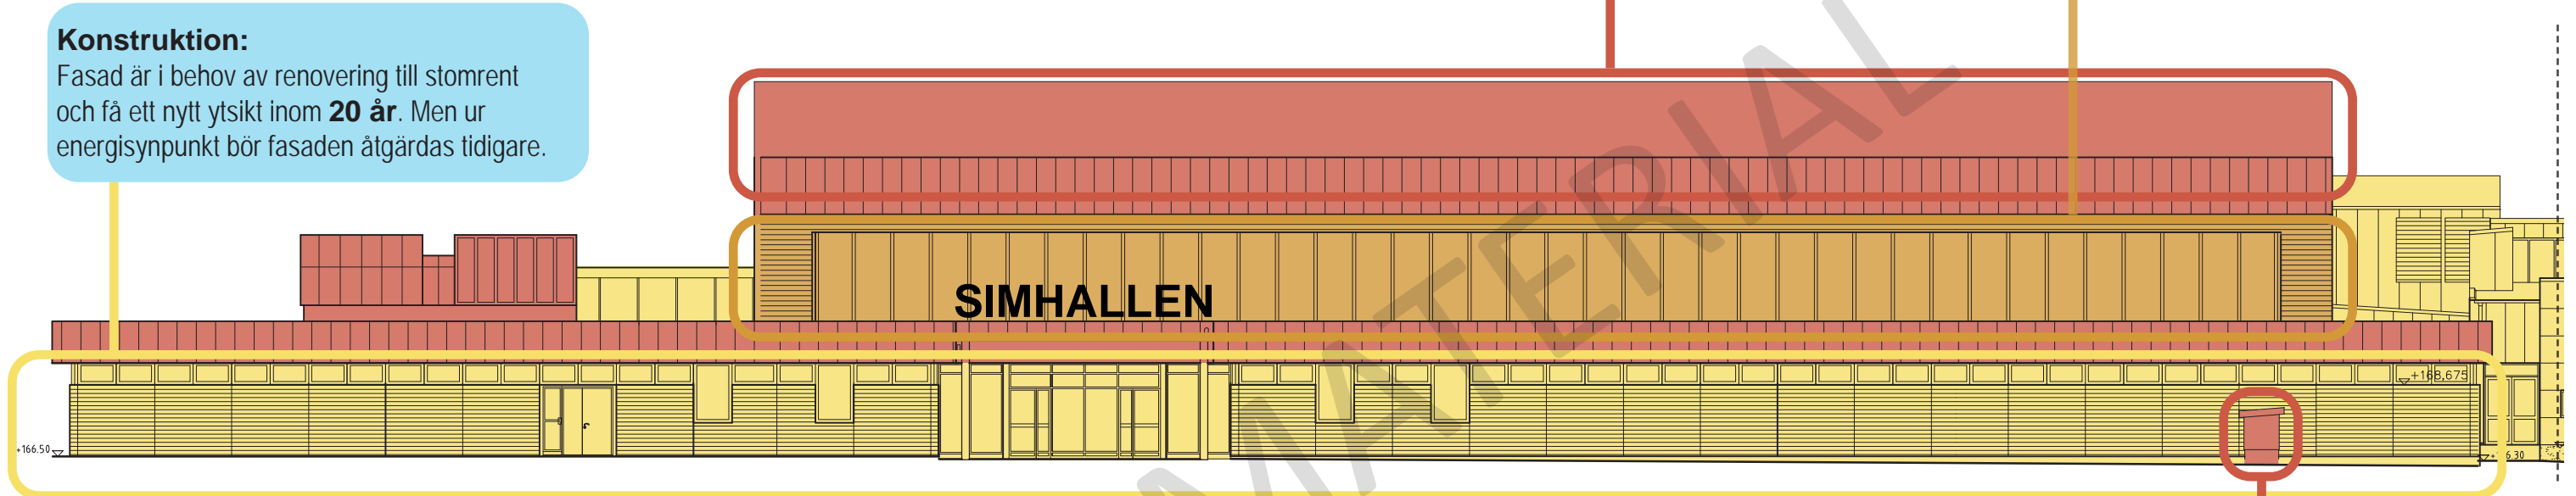 Konstruktion:
Fasad är i behov av renovering till stomrent
och få ett nytt ytsikt inom 20 år. Men ur
energisynpunkt bör fasaden åtgärdas tidigare.
SIMHALLEN
+168,675
+166.50
MATERIAL